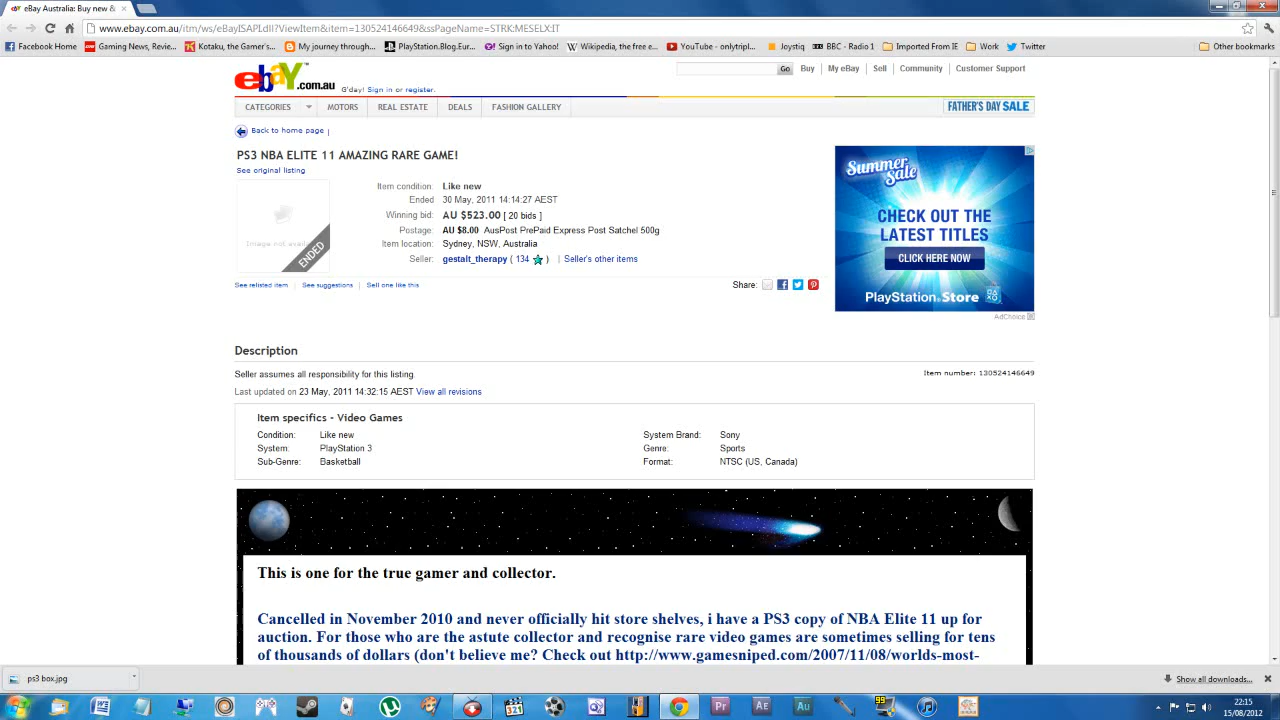 eBay Australia: Buy new &
www.ebay.com.au/itm/ws/eBayISAPI.dll?ViewItem&item=130524146649&ssPageName=STRK:MESELX:IT
Facebook Home Gaming News, Revie... Kotaku, the Gamer's... My journey through... PlayStation.Blog.Eur... Sign in to Yahoo! Wikipedia, the free e... YouTube - onlytripl... Joystiq BBC - Radio 1 Imported From IE Work Twitter Other bookmarks
ebay.com.au G'day! Sign in or register. Go Buy My eBay Sell Community Customer Support
CATEGORIES MOTORS REAL ESTATE DEALS FASHION GALLERY FATHER'S DAY SALE
Back to home page |
PS3 NBA ELITE 11 AMAZING RARE GAME!
See original listing
ENDED
Item condition: Like new
Ended 30 May, 2011 14:14:27 AEST
Winning bid: AU $523.00 [ 20 bids ]
Postage: AU $8.00 AusPost PrePaid Express Post Satchel 500g
Item location: Sydney, NSW, Australia
Seller: gestalt_therapy ( 134 ) | Seller's other items
See relisted item | See suggestions | Sell one like this
Share:
Summer Sale
CHECK OUT THE
LATEST TITLES
CLICK HERE NOW
PlayStation Store
AdChoice
Description
Seller assumes all responsibility for this listing.
Item number: 130524146649
Last updated on 23 May, 2011 14:32:15 AEST View all revisions
Item specifics - Video Games
Condition: Like new System Brand: Sony
System: PlayStation 3 Genre: Sports
Sub-Genre: Basketball Format: NTSC (US, Canada)
This is one for the true gamer and collector.
Cancelled in November 2010 and never officially hit store shelves, i have a PS3 copy of NBA Elite 11 up for
auction. For those who are the astute collector and recognise rare video games are sometimes selling for tens
of thousands of dollars (don't believe me? Check out http://www.gamesniped.com/2007/11/08/worlds-most-
ps3 box.jpg Show all downloads...
321 Pr Ae Au 99
22:15
15/08/2012